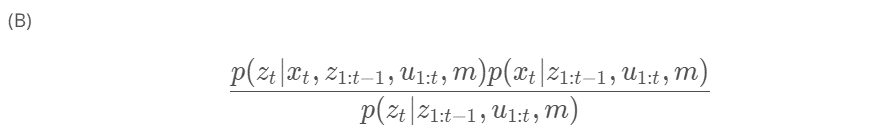 (B)
p(z_t|x_t, z_{1:t−1}, u_{1:t}, m)p(x_t|z_{1:t−1}, u_{1:t}, m)
p(z_t|z_{1:t−1}, u_{1:t}, m)